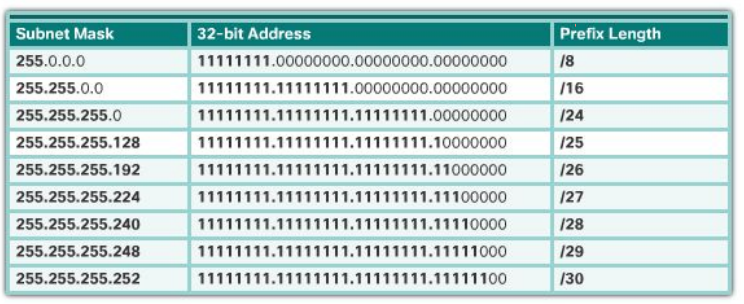 Subnet Mask 32-bit Address Prefix Length
255.0.0.0 11111111.00000000.00000000.00000000 /8
255.255.0.0 11111111.11111111.00000000.00000000 /16
255.255.255.0 11111111.11111111.11111111.00000000 /24
255.255.255.128 11111111.11111111.11111111.10000000 /25
255.255.255.192 11111111.11111111.11111111.11000000 /26
255.255.255.224 11111111.11111111.11111111.11100000 /27
255.255.255.240 11111111.11111111.11111111.11110000 /28
255.255.255.248 11111111.11111111.11111111.11111000 /29
255.255.255.252 11111111.11111111.11111111.11111100 /30